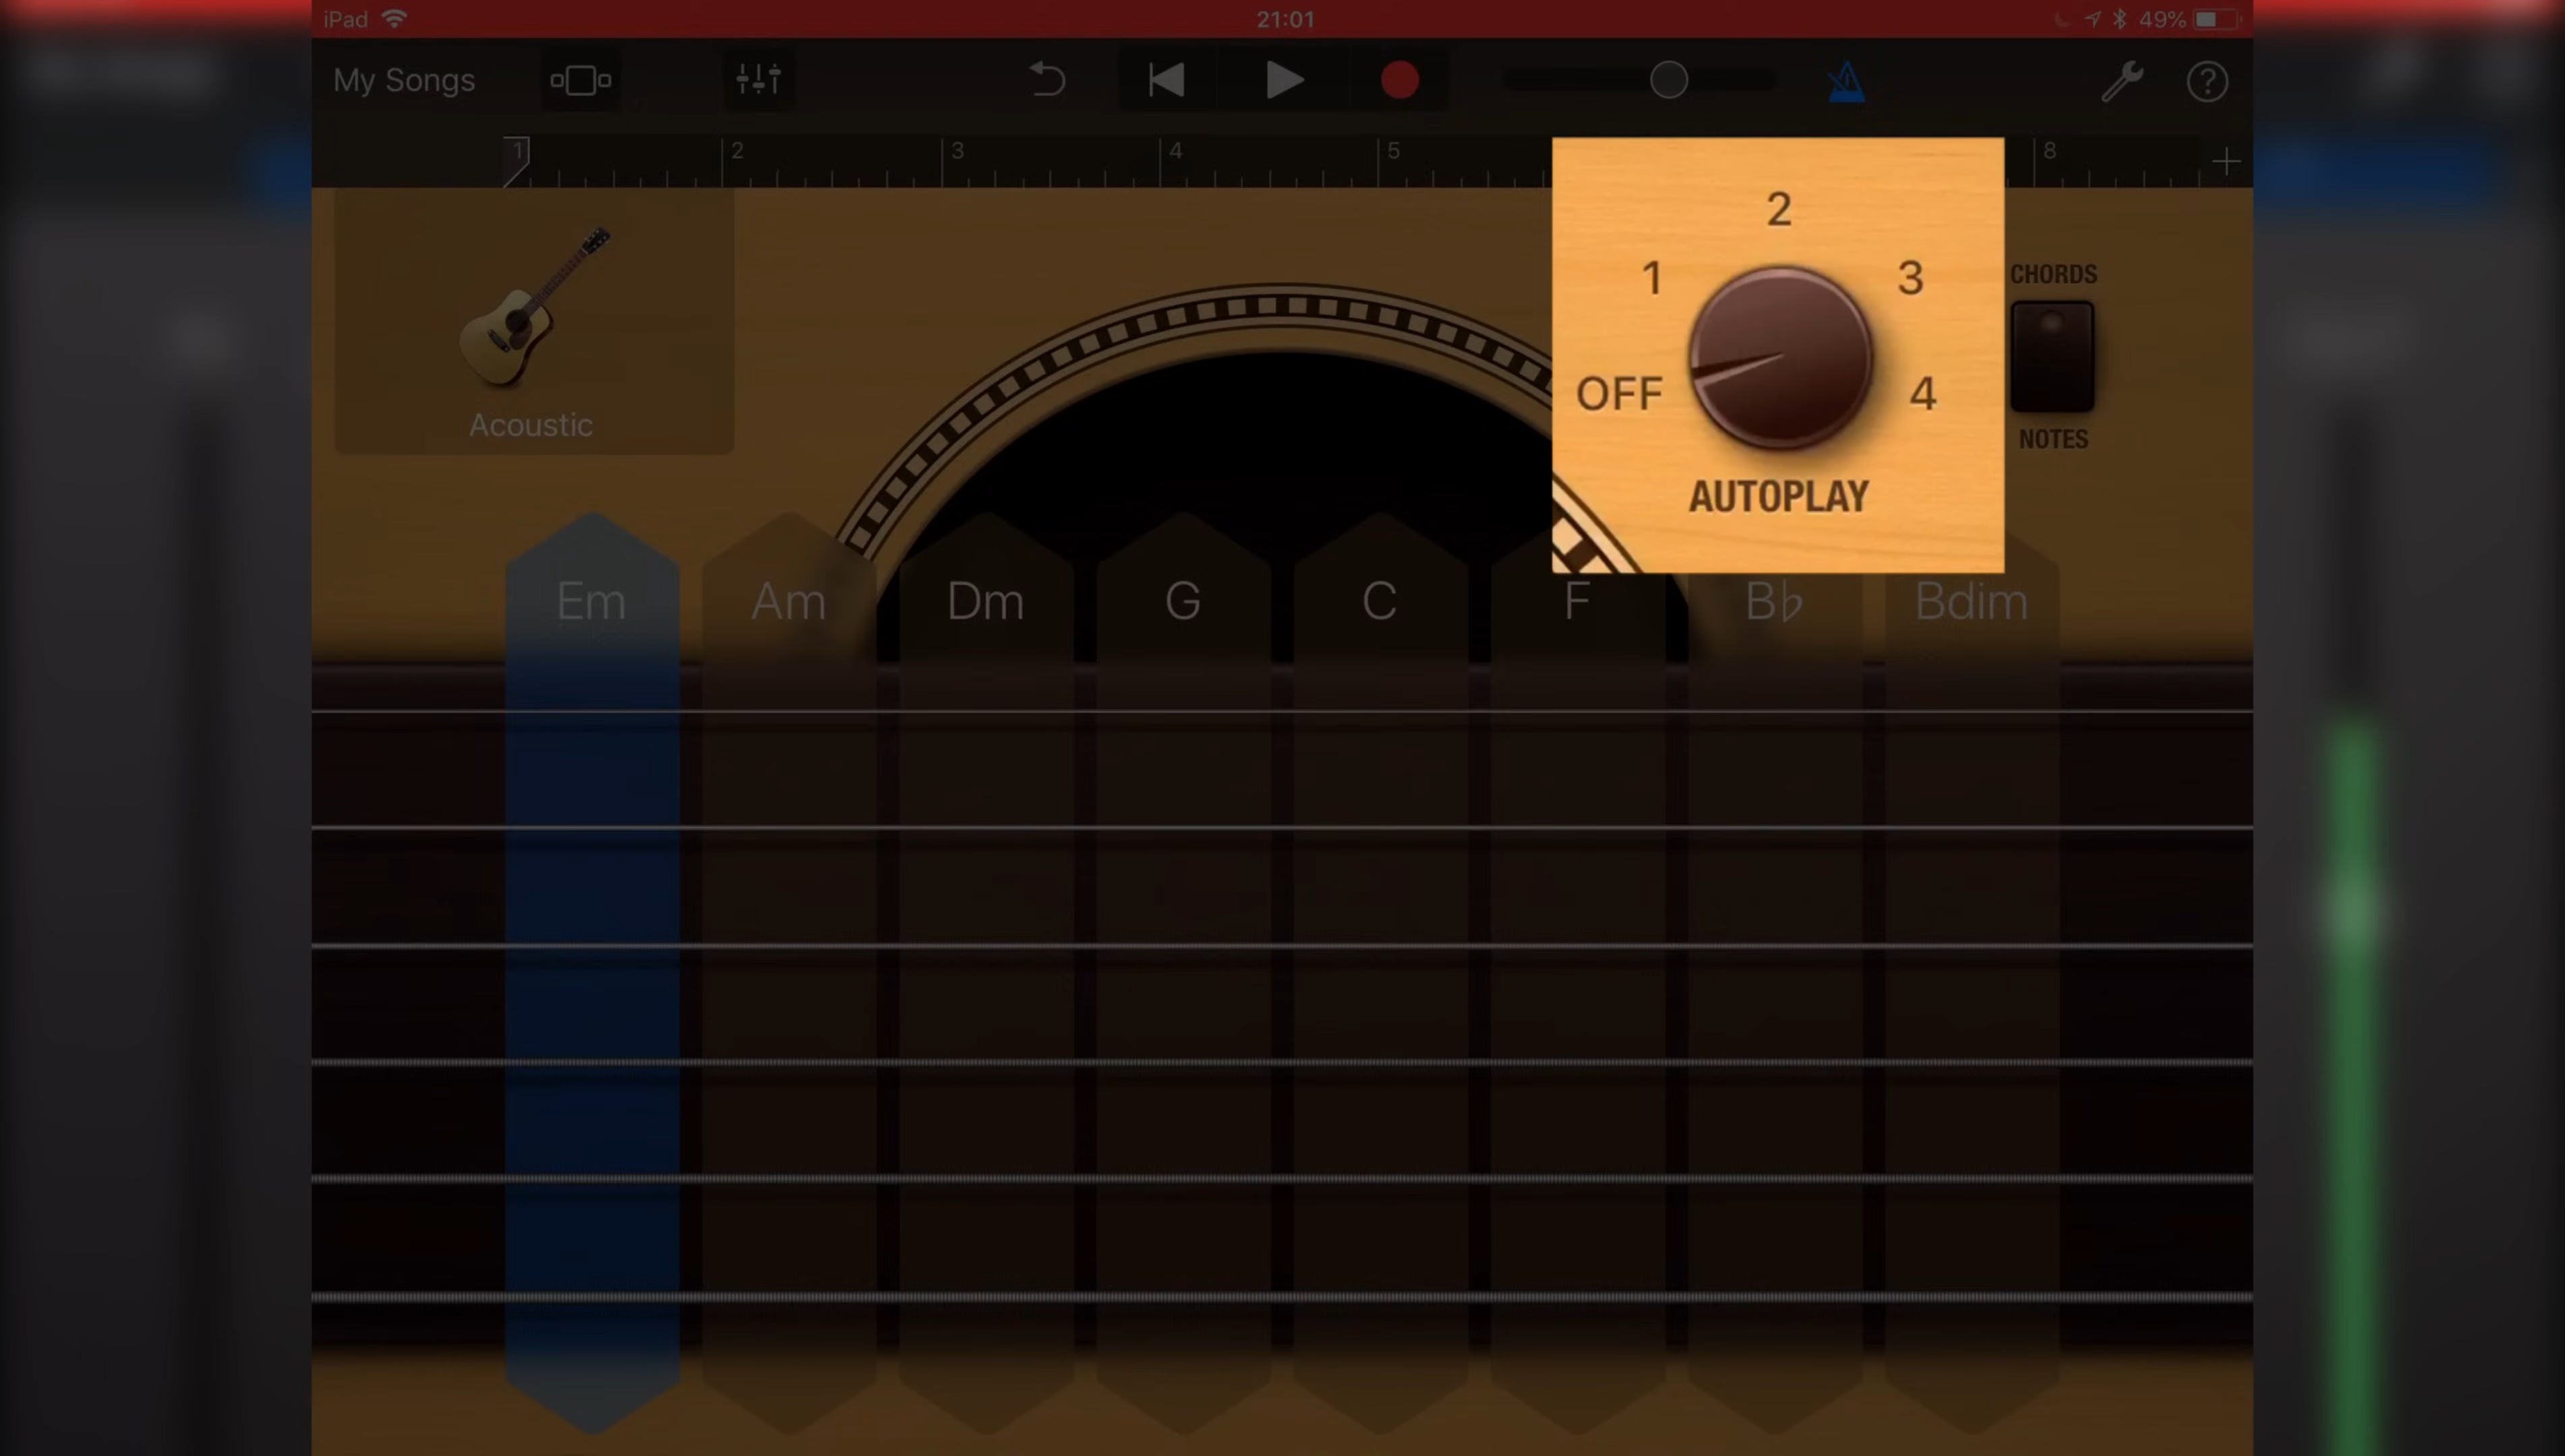 iPad
21:01
49%
My Songs
1 2 3 4 5 8
2
1 3
OFF 4
AUTOPLAY
CHORDS
NOTES
Acoustic
Em Am Dm G C F B♭ Bdim